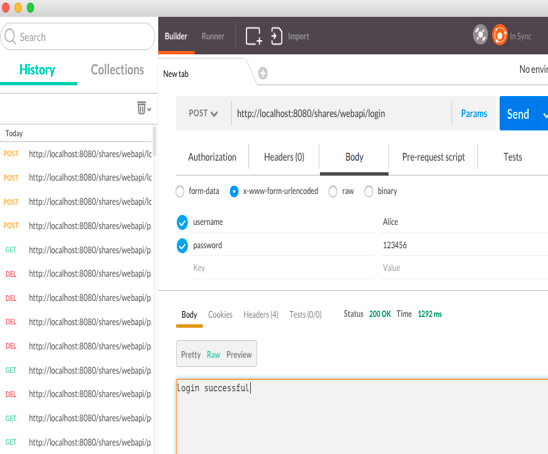 Search
History Collections
Today
POST http://localhost:8080/shares/webapi/lo
POST http://localhost:8080/shares/webapi/lo
POST http://localhost:8080/shares/webapi/lo
POST http://localhost:8080/shares/webapi/p
GET http://localhost:8080/shares/webapi/p
DEL http://localhost:8080/shares/webapi/p
DEL http://localhost:8080/shares/webapi/p
DEL http://localhost:8080/shares/webapi/p
DEL http://localhost:8080/shares/webapi/p
GET http://localhost:8080/shares/webapi/p
DEL http://localhost:8080/shares/webapi/p
GET http://localhost:8080/shares/webapi/p
GET http://localhost:8080/shares/webapi/p
Builder Runner Import In Sync
New tab No envir
POST http://localhost:8080/shares/webapi/login Params Send
Authorization Headers (0) Body Pre-request script Tests
form-data x-www-form-urlencoded raw binary
username Alice
password 123456
Key Value
Body Cookies Headers (4) Tests (0/0) Status 200 OK Time 1292 ms
Pretty Raw Preview
login successful